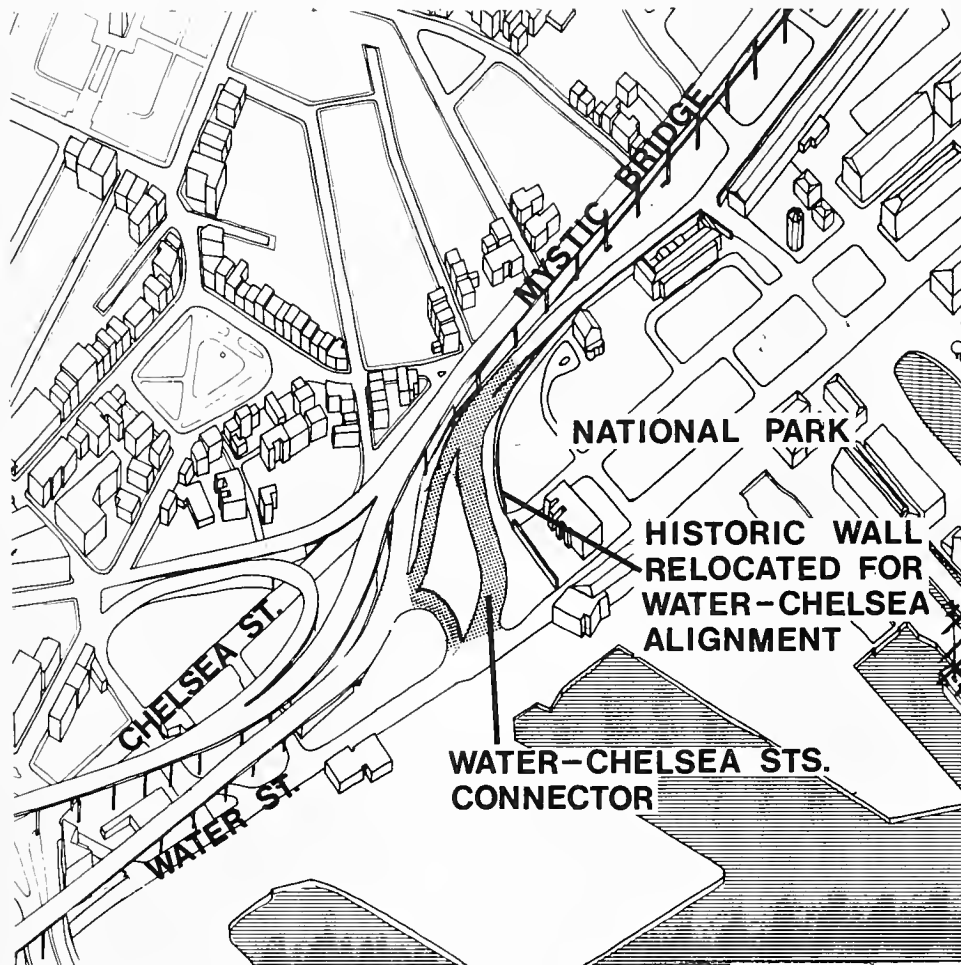 MYSTIC BRIDGE
NATIONAL PARK
HISTORIC WALL
RELOCATED FOR
WATER-CHELSEA
ALIGNMENT
CHELSEA ST.
WATER-CHELSEA STS.
CONNECTOR
WATER ST.